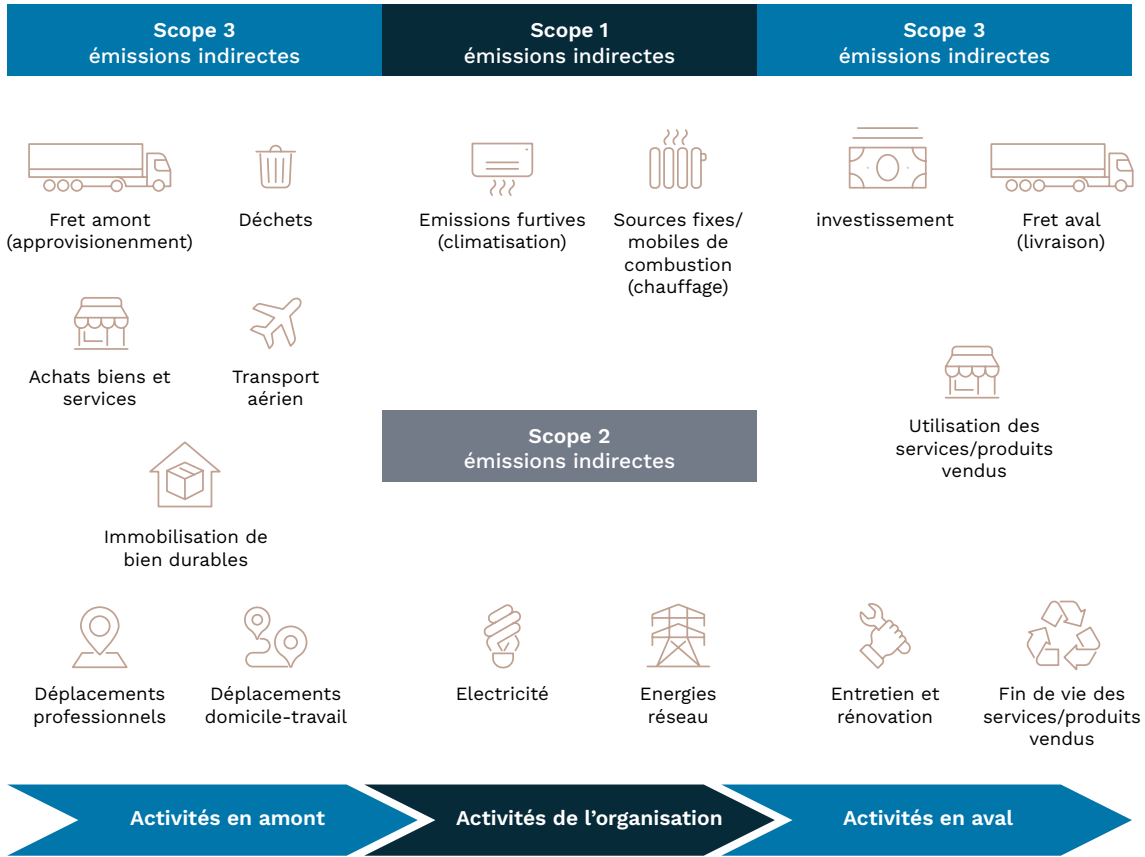 Scope 3
émissions indirectes
Scope 1
émissions indirectes
Scope 3
émissions indirectes
Fret amont
(approvisionenment)
Déchets
Emissions furtives
(climatisation)
Sources fixes/
mobiles de
combustion
(chauffage)
investissement
Fret aval
(livraison)
Achats biens et
services
Transport
aérien
Utilisation des
services/produits
vendus
Scope 2
émissions indirectes
Immobilisation de
bien durables
Déplacements
professionnels
Déplacements
domicile-travail
Electricité
Energies
réseau
Entretien et
rénovation
Fin de vie des
services/produits
vendus
Activités en amont
Activités de l’organisation
Activités en aval